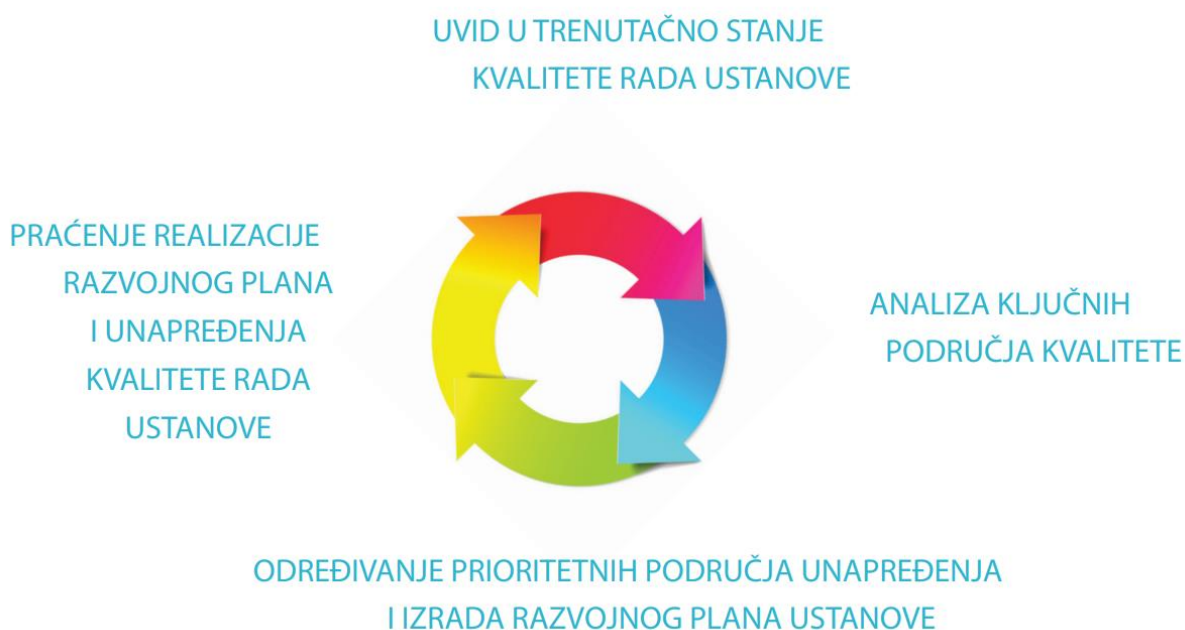 UVID U TRENUTAČNO STANJE
KVALITETE RADA USTANOVE
PRAĆENJE REALIZACIJE
RAZVOJNOG PLANA
I UNAPREĐENJA
KVALITETE RADA
USTANOVE
ANALIZA KLJUČNIH
PODRUČJA KVALITETE
ODREĐIVANJE PRIORITETNIH PODRUČJA UNAPREĐENJA
I IZRADA RAZVOJNOG PLANA USTANOVE